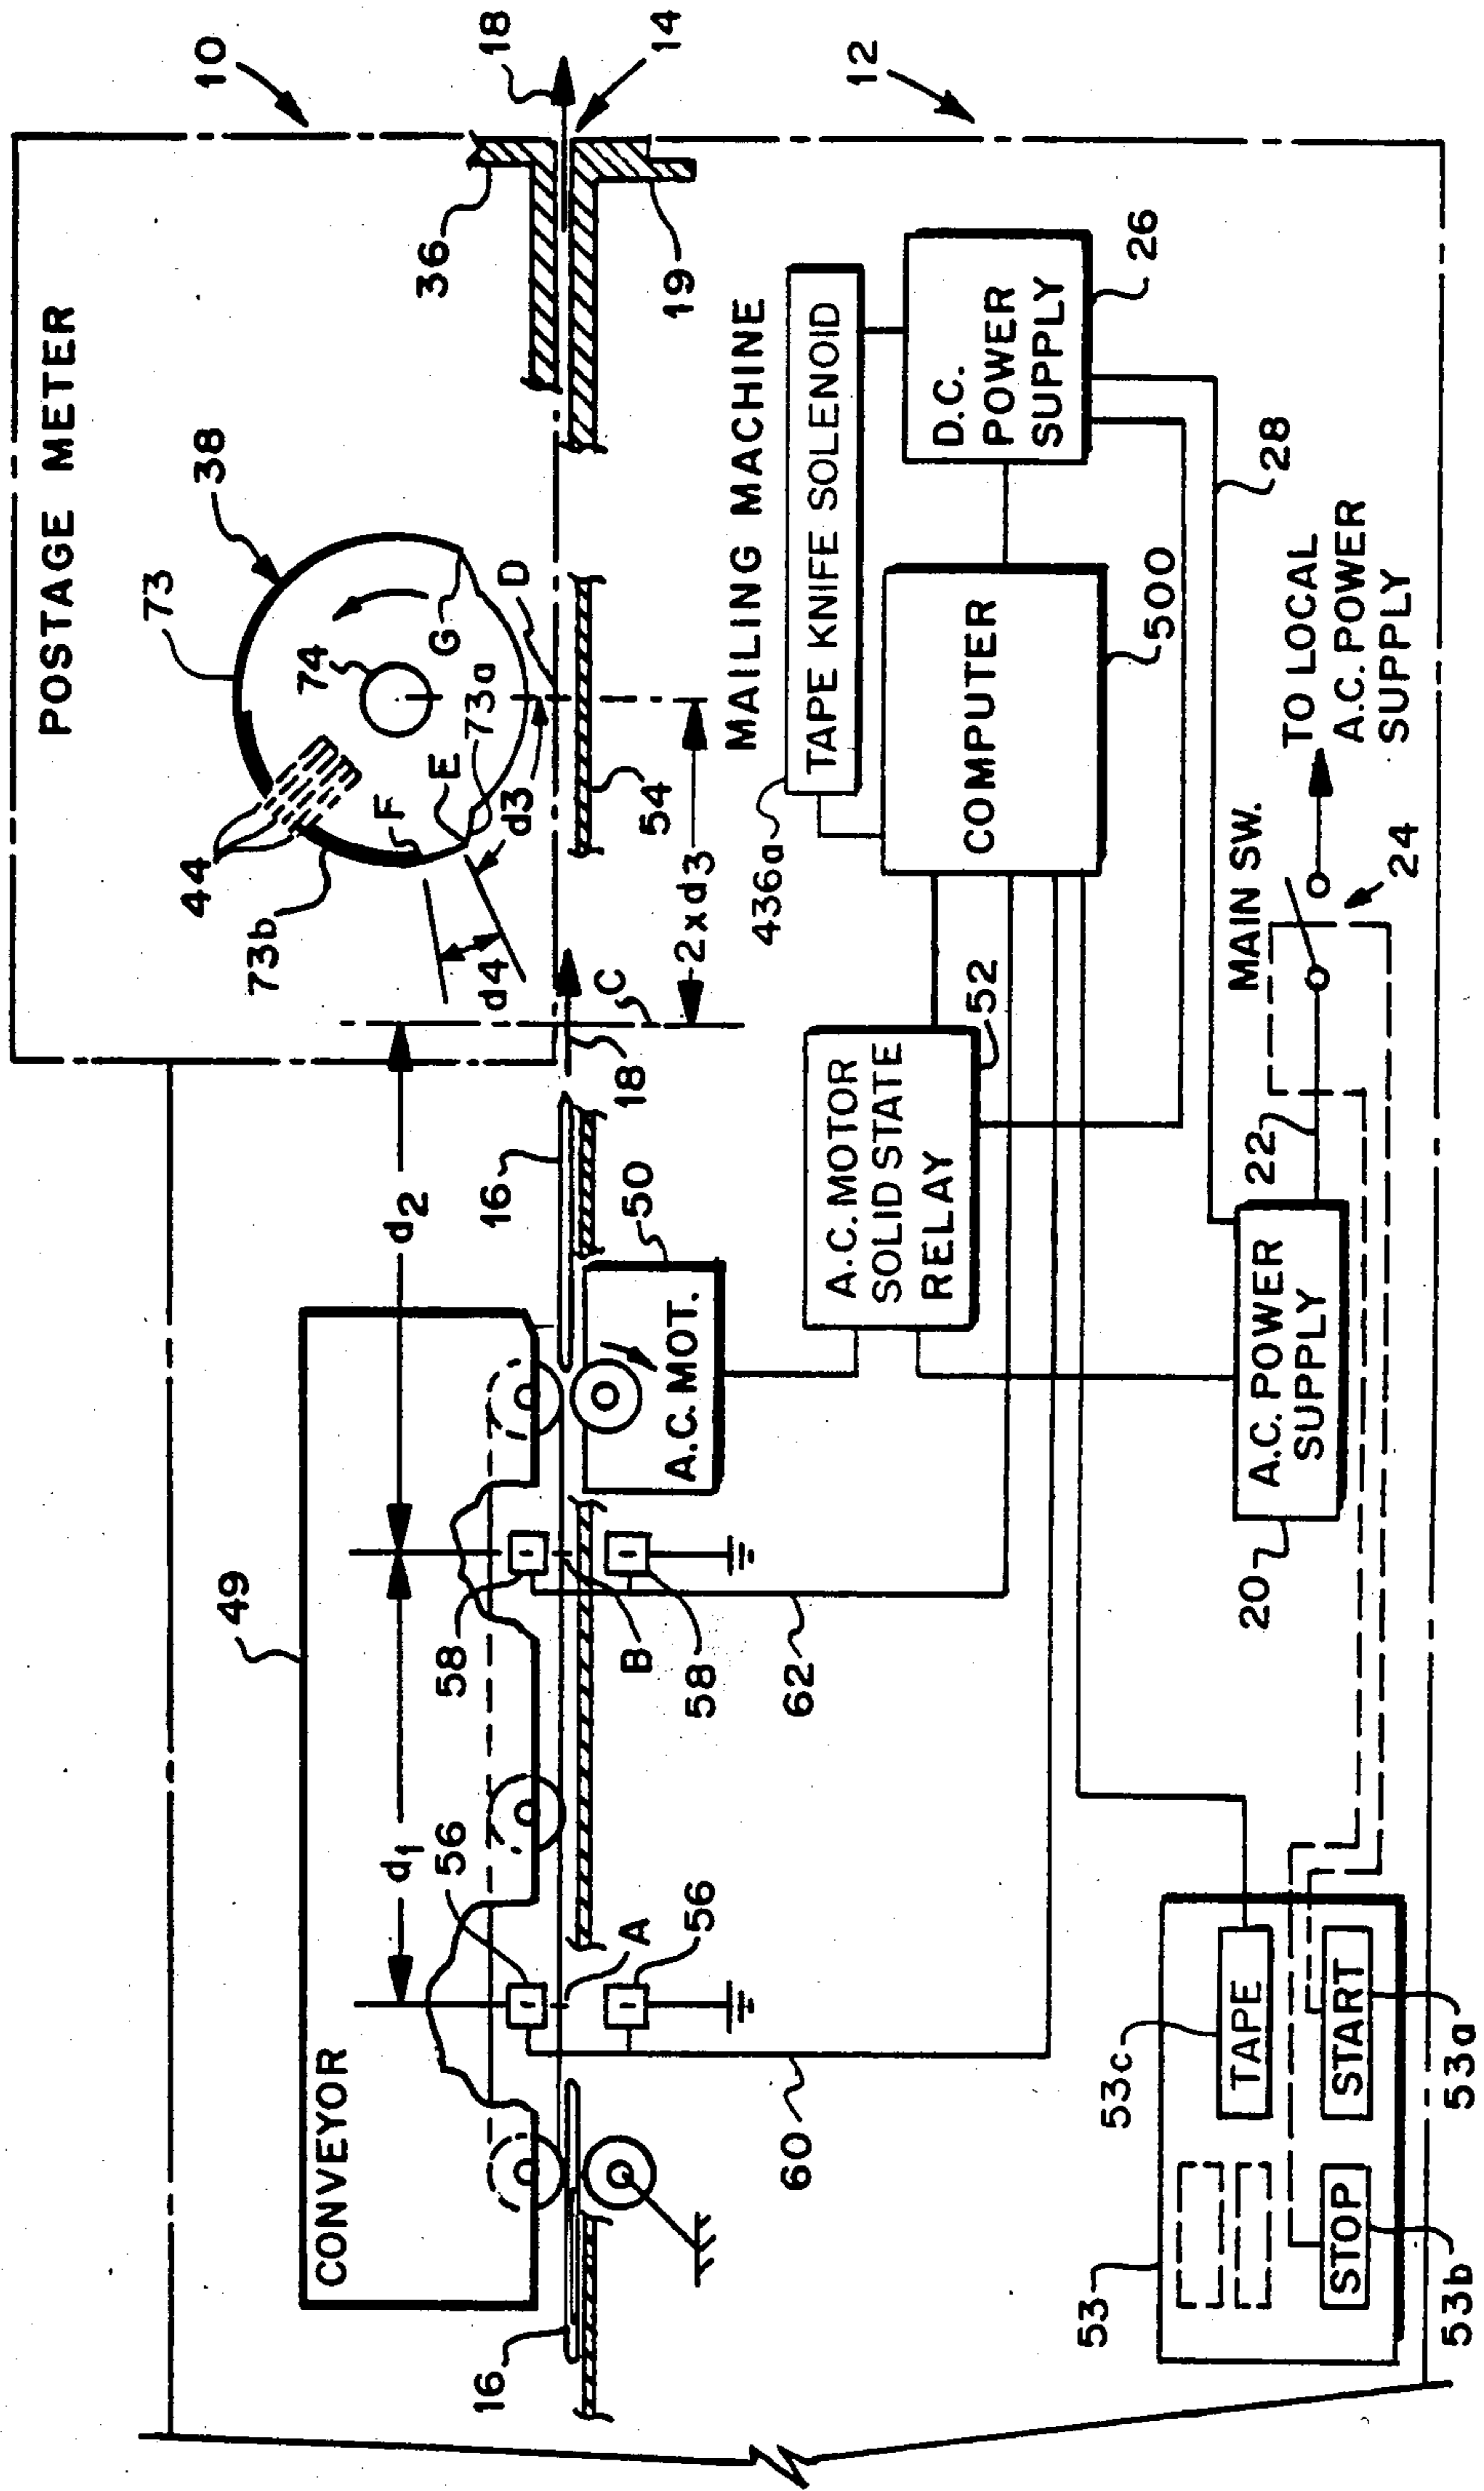 POSTAGE METER
10
18
14
12
36
19
38
73
74
G
D
E
73a
F
d3
44
73b
d4
54
2xd3
C
18
d2
16
50
A.C. MOT.
49
CONVEYOR
58
B
58
62
d1
56
A
56
60
16
MAILING MACHINE
TAPE KNIFE SOLENOID
436a
D.C.
POWER
SUPPLY
26
28
COMPUTER
500
A.C. MOTOR
SOLID STATE
RELAY
52
TO LOCAL
A.C. POWER
SUPPLY
MAIN SW.
24
22
A.C. POWER
SUPPLY
20
53
53c
TAPE
START
53a
STOP
53b